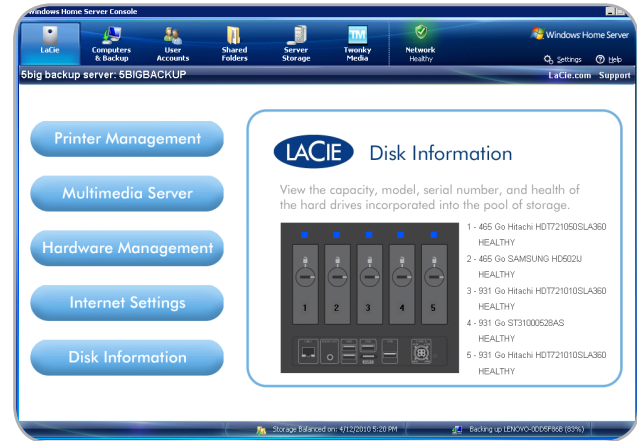 Windows Home Server Console
LaCie
Computers & Backup
User Accounts
Shared Folders
Server Storage
TM
Twonky Media
Network
Healthy
Windows Home Server
Settings Help
5big backup server: 5BIGBACKUP
LaCie.com Support
Printer Management
Multimedia Server
Hardware Management
Internet Settings
Disk Information
LACIE Disk Information
View the capacity, model, serial number, and health of
the hard drives incorporated into the pool of storage.
1 2 3 4 5
1 - 465 Go Hitachi HDT721050SLA360
HEALTHY
2 - 465 Go SAMSUNG HD502IJ
HEALTHY
3 - 931 Go Hitachi HDT721010SLA360
HEALTHY
4 - 931 Go ST31000528AS
HEALTHY
5 - 931 Go Hitachi HDT721010SLA360
HEALTHY
Storage Balanced on: 4/12/2010 5:20 PM
Backing up LENOVO-0DD5F86B (83%)